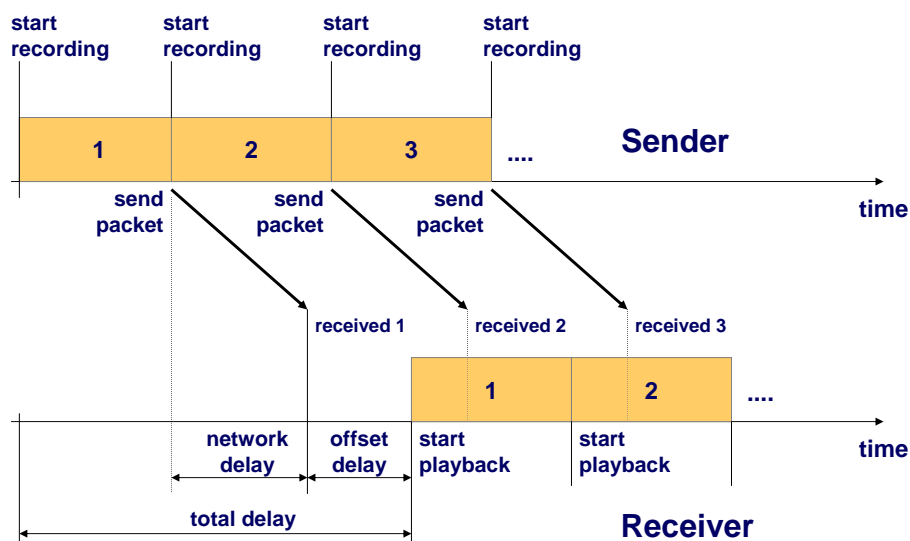 start recording
start recording
start recording
start recording
1
2
3
....
Sender
send packet
send packet
send packet
time
received 1
received 2
received 3
1
2
....
network delay
offset delay
start playback
start playback
time
total delay
Receiver